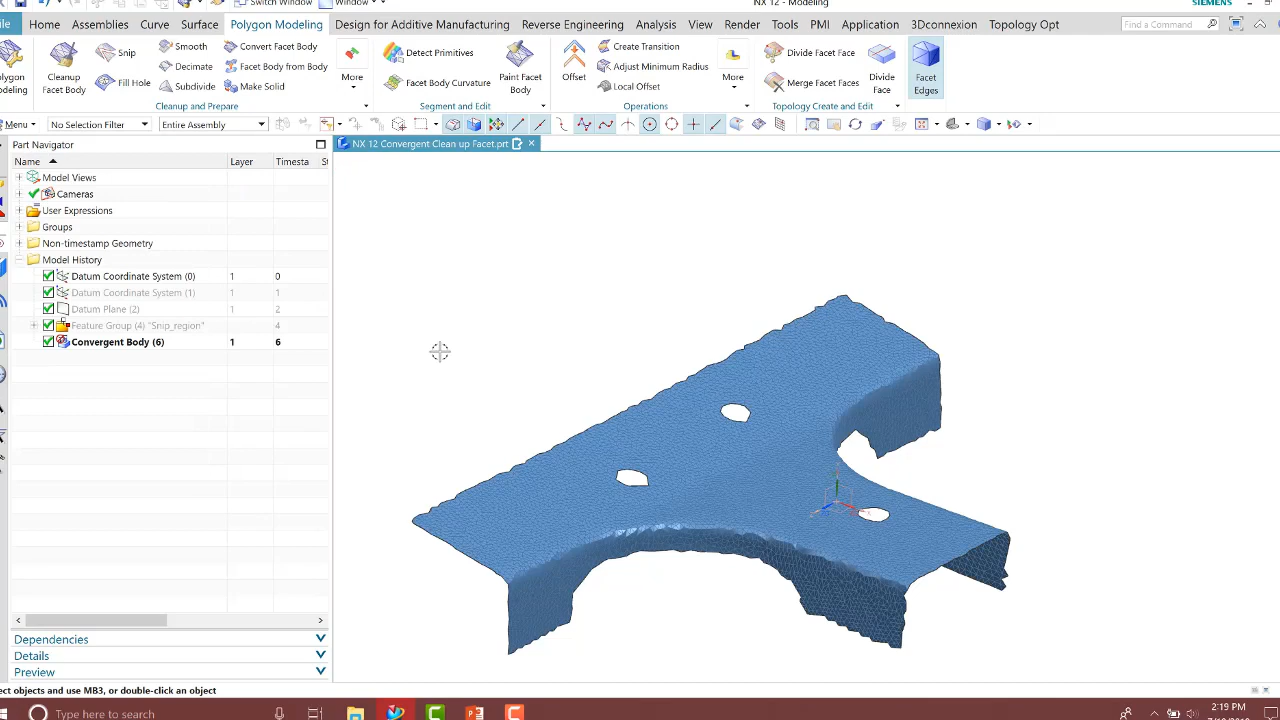 Switch Window Window
NX 12 - Modeling
SIEMENS
File Home Assemblies Curve Surface Polygon Modeling Design for Additive Manufacturing Reverse Engineering Analysis View Render Tools PMI Application 3Dconnexion Topology Opt Find a Command
Snip Smooth Convert Facet Body Detect Primitives Create Transition Divide Facet Face
Decimate Facet Body from Body Adjust Minimum Radius
Cleanup Facet Body Fill Hole Subdivide Make Solid More Facet Body Curvature Paint Facet Body Offset Local Offset More Merge Facet Faces Divide Face Facet Edges
Cleanup and Prepare Segment and Edit Operations Topology Create and Edit
Menu No Selection Filter Entire Assembly
Part Navigator NX 12 Convergent Clean up Facet.prt
Name Layer Timesta
Model Views
Cameras
User Expressions
Groups
Non-timestamp Geometry
Model History
Datum Coordinate System (0) 1 0
Datum Coordinate System (1) 1 1
Datum Plane (2) 1 2
Feature Group (4) "Snip_region" 4
Convergent Body (6) 1 6
Dependencies
Details
Preview
ect objects and use MB3, or double-click an object
Type here to search 2:19 PM